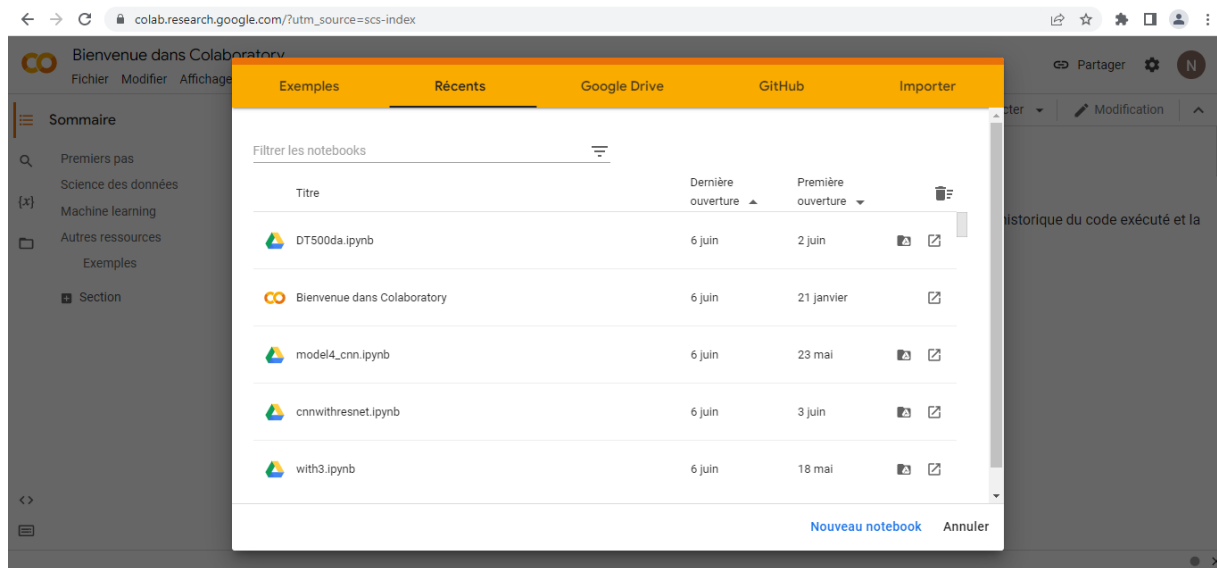 colab.research.google.com/?utm_source=scs-index
Bienvenue dans Colaboratory
Fichier Modifier Affichage
Partager
N
Exemples Récents Google Drive GitHub Importer
Modification
Sommaire
Filtrer les notebooks
Premiers pas
Science des données
Machine learning
Autres ressources
Exemples
Section
{x}
Titre
Dernière ouverture
Première ouverture
historique du code exécuté et la
DT500da.ipynb 6 juin 2 juin
Bienvenue dans Colaboratory 6 juin 21 janvier
model4_cnn.ipynb 6 juin 23 mai
cnnwithresnet.ipynb 6 juin 3 juin
with3.ipynb 6 juin 18 mai
Nouveau notebook Annuler